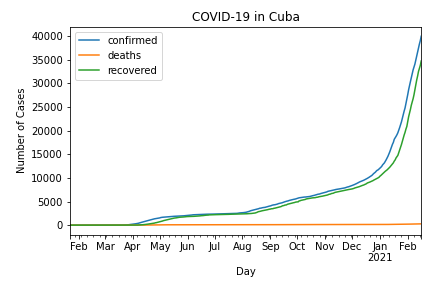 COVID-19 in Cuba
confirmed
deaths
recovered
Number of Cases
40000
35000
30000
25000
20000
15000
10000
5000
0
Feb Mar Apr May Jun Jul Aug Sep Oct Nov Dec Jan Feb
2021
Day